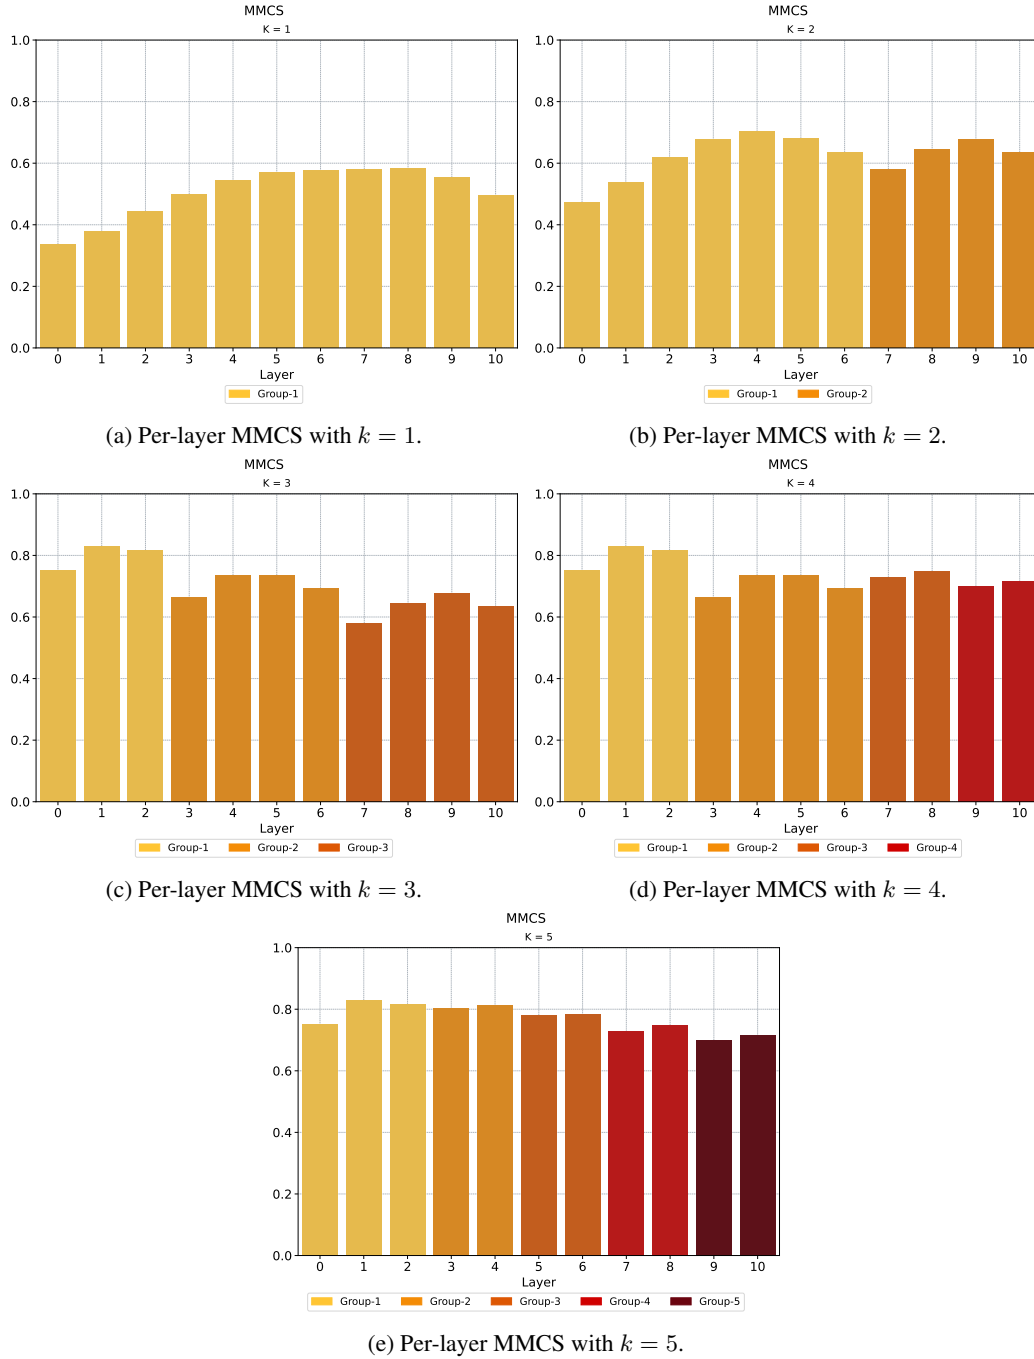 MMCS
K = 1
1.0
0.8
0.6
0.4
0.2
0.0
0 1 2 3 4 5 6 7 8 9 10
Layer
Group-1
(a) Per-layer MMCS with k = 1.
MMCS
K = 2
1.0
0.8
0.6
0.4
0.2
0.0
0 1 2 3 4 5 6 7 8 9 10
Layer
Group-1 Group-2
(b) Per-layer MMCS with k = 2.
MMCS
K = 3
1.0
0.8
0.6
0.4
0.2
0.0
0 1 2 3 4 5 6 7 8 9 10
Layer
Group-1 Group-2 Group-3
(c) Per-layer MMCS with k = 3.
MMCS
K = 4
1.0
0.8
0.6
0.4
0.2
0.0
0 1 2 3 4 5 6 7 8 9 10
Layer
Group-1 Group-2 Group-3 Group-4
(d) Per-layer MMCS with k = 4.
MMCS
K = 5
1.0
0.8
0.6
0.4
0.2
0.0
0 1 2 3 4 5 6 7 8 9 10
Layer
Group-1 Group-2 Group-3 Group-4 Group-5
(e) Per-layer MMCS with k = 5.